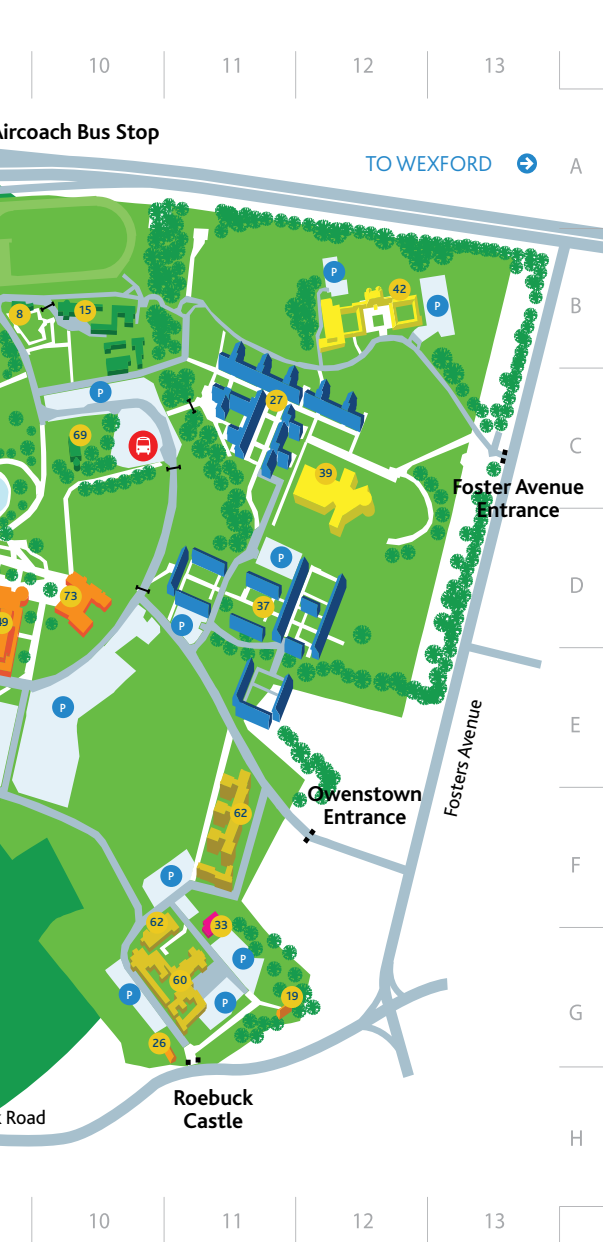 10 11 12 13
Aircoach Bus Stop
TO WEXFORD
A
P
42
B
P
15
8
P
27
69
C
39
Foster Avenue
Entrance
P
D
73
37
49
P
P
E
Fosters Avenue
Owenstown
Entrance
62
F
P
62
33
P
60
P
19
P
G
26
Roebuck
Castle
Road
H
10 11 12 13